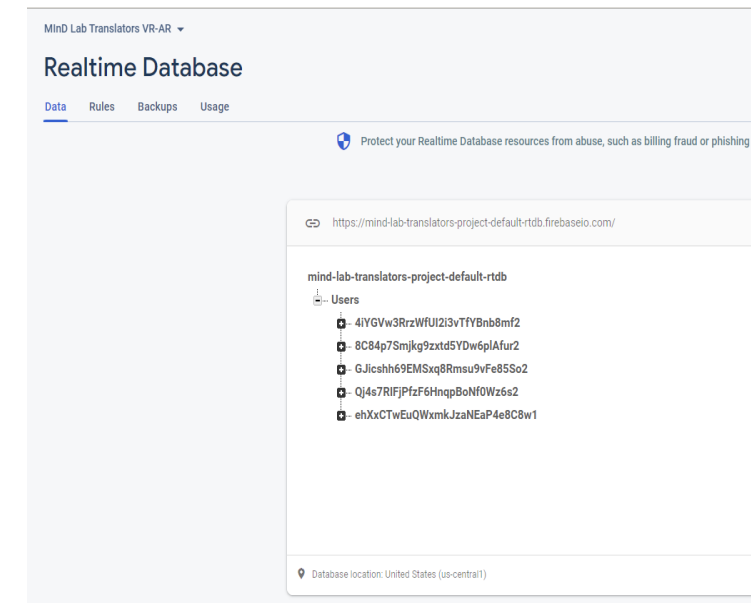 MInD Lab Translators VR-AR
Realtime Database
Data Rules Backups Usage
Protect your Realtime Database resources from abuse, such as billing fraud or phishing
https://mind-lab-translators-project-default-rtdb.firebaseio.com/
mind-lab-translators-project-default-rtdb
Users
4iYGVw3RrzWfUI2i3vTfYBnb8mf2
8C84p7Smjkg9zxtd5YDw6plAfur2
GJicshh69EMSxq8Rmsu9vFe85So2
Qj4s7RIFjPfzF6HnqpBoNf0Wz6s2
ehXxCTwEuQWxmkJzaNEaP4e8C8w1
Database location: United States (us-central1)